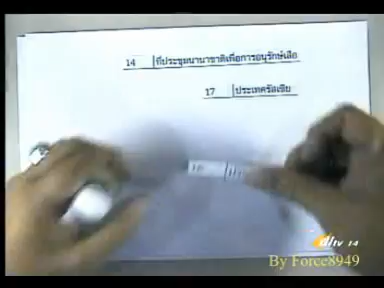 14 ที่ประชุมนานาชาติเพื่อการอนุรักษ์เสือ
17 ประเทศรัสเซีย
dltv 14
By Force8949